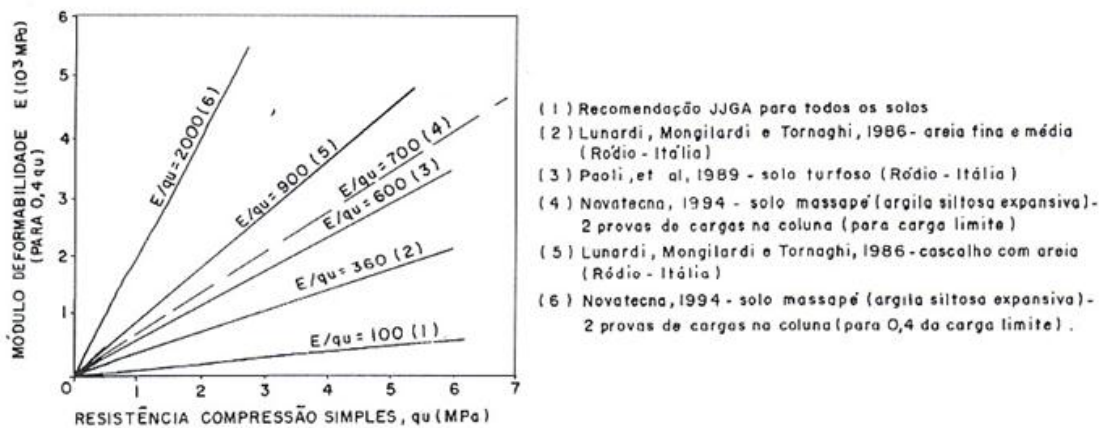 MÓDULO DEFORMABILIDADE E (10³ MPa)
(PARA 0,4 qu)
6
5
4
3
2
1
0
1
2
3
4
5
6
7
RESISTÊNCIA COMPRESSÃO SIMPLES, qu (MPa)
E/qu = 2000 (6)
E/qu = 900 (5)
E/qu = 700 (4)
E/qu = 600 (3)
E/qu = 360 (2)
E/qu = 100 (1)
(1) Recomendação JJGA para todos os solos
(2) Lunardi, Mongilardi e Tornaghi, 1986 - areia fina e média
(Ródio - Itália)
(3) Paoli, et al, 1989 - solo turfoso (Ródio - Itália)
(4) Novatecna, 1994 - solo massapé (argila siltosa expansiva) -
2 provas de cargas na coluna (para carga limite)
(5) Lunardi, Mongilardi e Tornaghi, 1986 - cascalho com areia
(Ródio - Itália)
(6) Novatecna, 1994 - solo massapé (argila siltosa expansiva) -
2 provas de cargas na coluna (para 0,4 da carga limite).